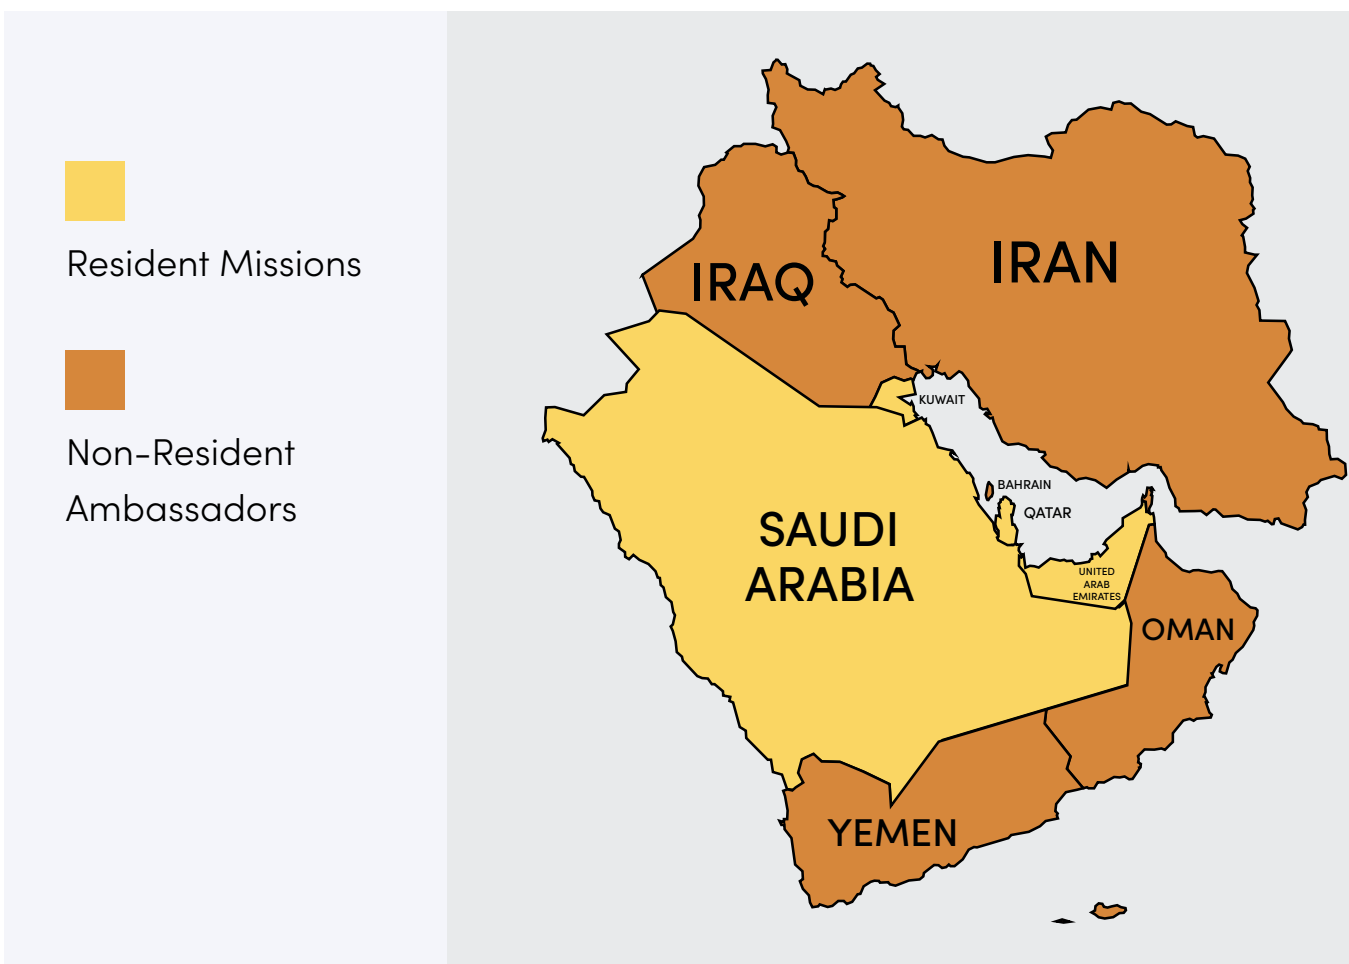 Resident Missions
Non-Resident
Ambassadors
IRAN
IRAQ
KUWAIT
BAHRAIN
QATAR
SAUDI
ARABIA
UNITED
ARAB
EMIRATES
OMAN
YEMEN